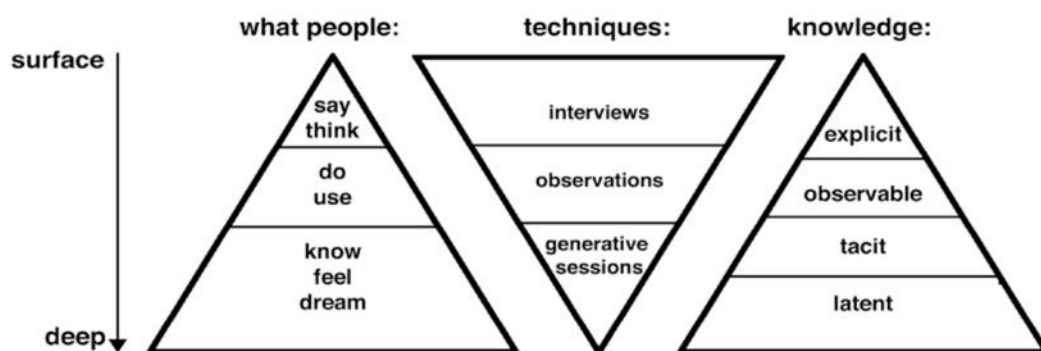 what people:
techniques:
knowledge:
surface
say
think
do
use
know
feel
dream
interviews
observations
generative
sessions
explicit
observable
tacit
latent
deep